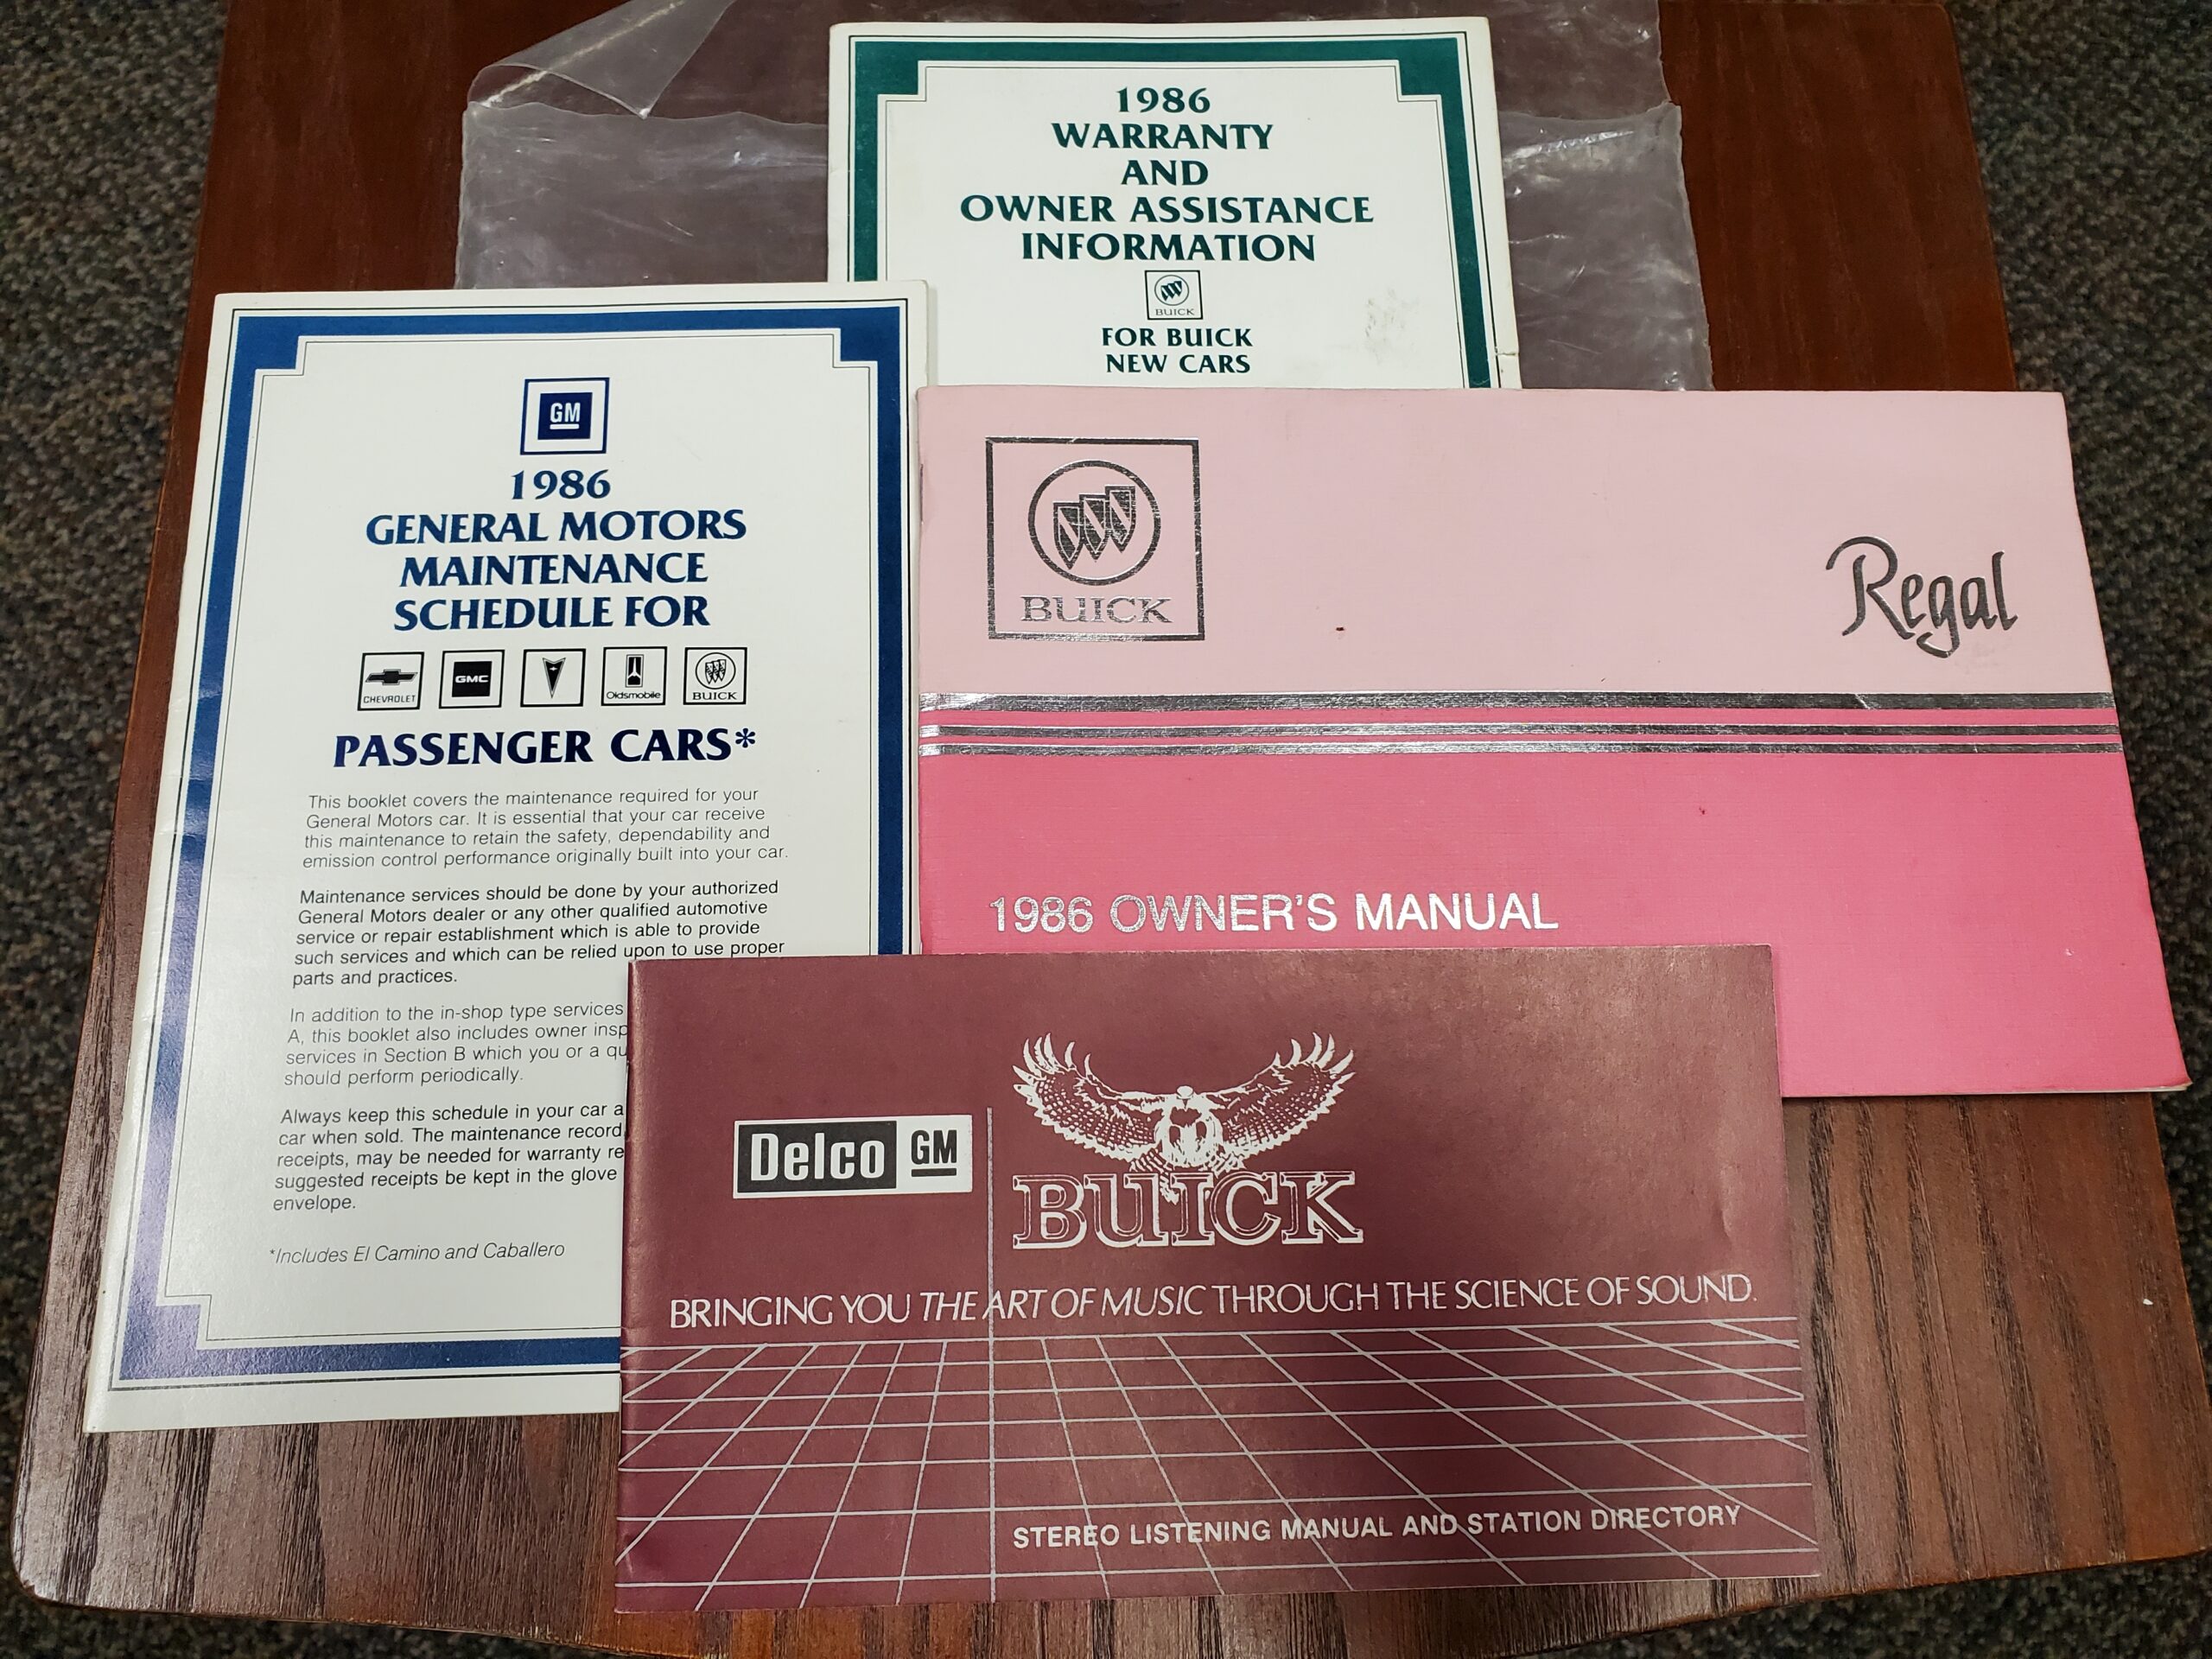 1986
WARRANTY
AND
OWNER ASSISTANCE
INFORMATION
BUICK
FOR BUICK
NEW CARS
GM
1986
GENERAL MOTORS
MAINTENANCE
SCHEDULE FOR
CHEVROLET GMC Oldsmobile BUICK
PASSENGER CARS*
This booklet covers the maintenance required for your
General Motors car. It is essential that your car receive
this maintenance to retain the safety, dependability and
emission control performance originally built into your car.
Maintenance services should be done by your authorized
General Motors dealer or any other qualified automotive
service or repair establishment which is able to provide
such services and which can be relied upon to use proper
parts and practices.
In addition to the in-shop type services
A, this booklet also includes owner
services in Section B which you or a
should perform periodically.
Always keep this schedule in your car
car when sold. The maintenance record
receipts, may be needed for warranty
suggested receipts be kept in the glove
envelope.
*Includes El Camino and Caballero
BUICK
Regal
1986 OWNER'S MANUAL
Delco GM
BUICK
BRINGING YOU THE ART OF MUSIC THROUGH THE SCIENCE OF SOUND.
STEREO LISTENING MANUAL AND STATION DIRECTORY